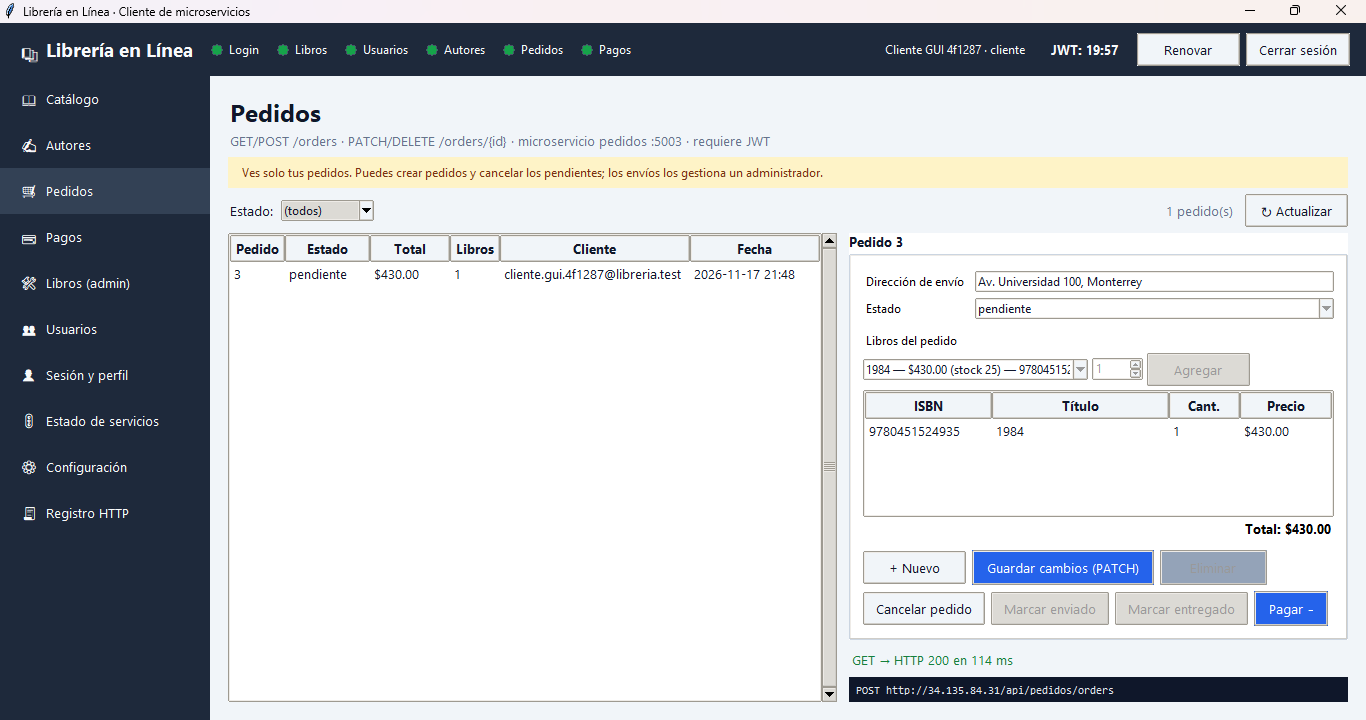 Librería en Línea · Cliente de microservicios
Librería en Línea Login Libros Usuarios Autores Pedidos Pagos Cliente GUI 4f1287 · cliente JWT: 19:57 Renovar Cerrar sesión
Catálogo
Autores
Pedidos
Pagos
Libros (admin)
Usuarios
Sesión y perfil
Estado de servicios
Configuración
Registro HTTP
Pedidos
GET/POST /orders · PATCH/DELETE /orders/{id} · microservicio pedidos :5003 · requiere JWT
Ves solo tus pedidos. Puedes crear pedidos y cancelar los pendientes; los envíos los gestiona un administrador.
Estado: (todos) 1 pedido(s) ↻ Actualizar
Pedido Estado Total Libros Cliente Fecha
3 pendiente $430.00 1 cliente.gui.4f1287@libreria.test 2026-11-17 21:48
Pedido 3
Dirección de envío Av. Universidad 100, Monterrey
Estado pendiente
Libros del pedido
1984 — $430.00 (stock 25) — 97804515 1 Agregar
ISBN Título Cant. Precio
9780451524935 1984 1 $430.00
Total: $430.00
+ Nuevo Guardar cambios (PATCH) Eliminar
Cancelar pedido Marcar enviado Marcar entregado Pagar -
GET → HTTP 200 en 114 ms
POST http://34.135.84.31/api/pedidos/orders